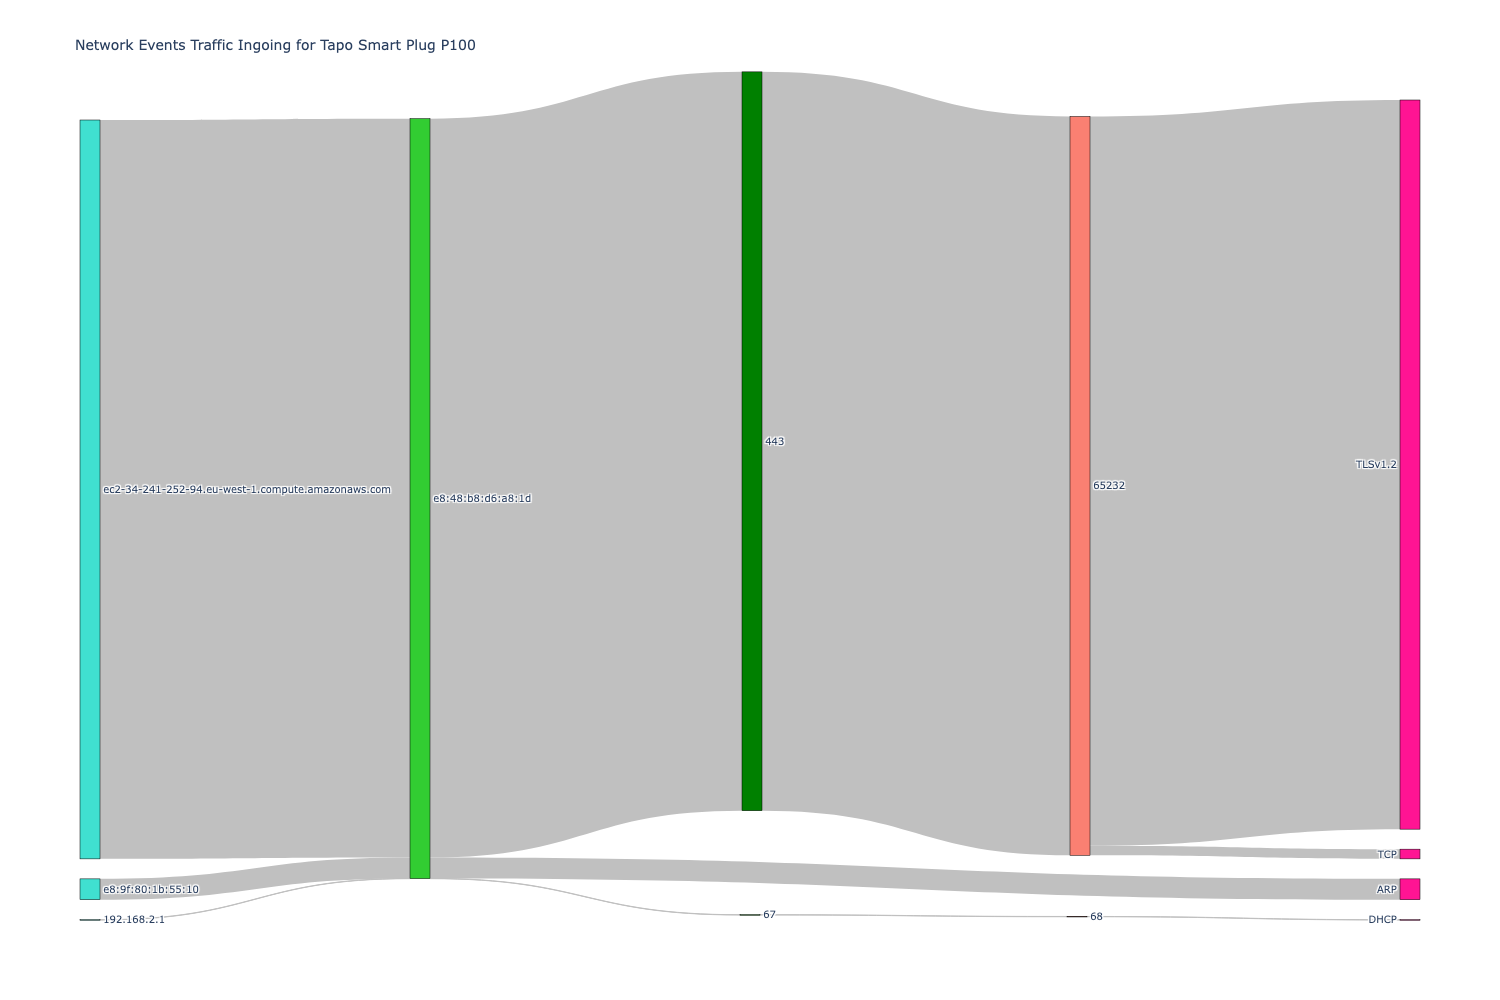 Network Events Traffic Ingoing for Tapo Smart Plug P100
ec2-34-241-252-94.eu-west-1.compute.amazonaws.com
e8:9f:80:1b:55:10
192.168.2.1
e8:48:b8:d6:a8:1d
443
67
65232
68
TLSv1.2
TCP
ARP
DHCP